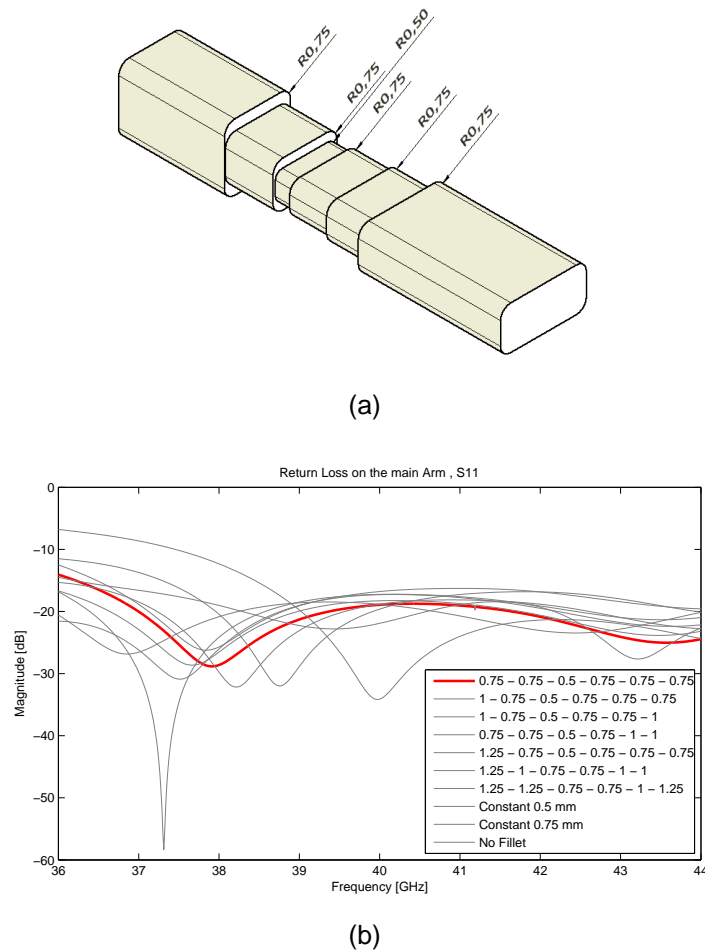 R0,75
R0,50
R0,75
R0,75
R0,75
R0,75
(a)
Return Loss on the main Arm , S11
0
−10
−20
−30
−40
−50
−60
Magnitude [dB]
0.75 − 0.75 − 0.5 − 0.75 − 0.75 − 0.75
1 − 0.75 − 0.5 − 0.75 − 0.75 − 0.75
1 − 0.75 − 0.5 − 0.75 − 0.75 − 1
0.75 − 0.75 − 0.5 − 0.75 − 1 − 1
1.25 − 0.75 − 0.5 − 0.75 − 0.75 − 0.75
1.25 − 1 − 0.75 − 0.75 − 1 − 1
1.25 − 1.25 − 0.75 − 0.75 − 1 − 1.25
Constant 0.5 mm
Constant 0.75 mm
No Fillet
36 37 38 39 40 41 42 43 44
Frequency [GHz]
(b)